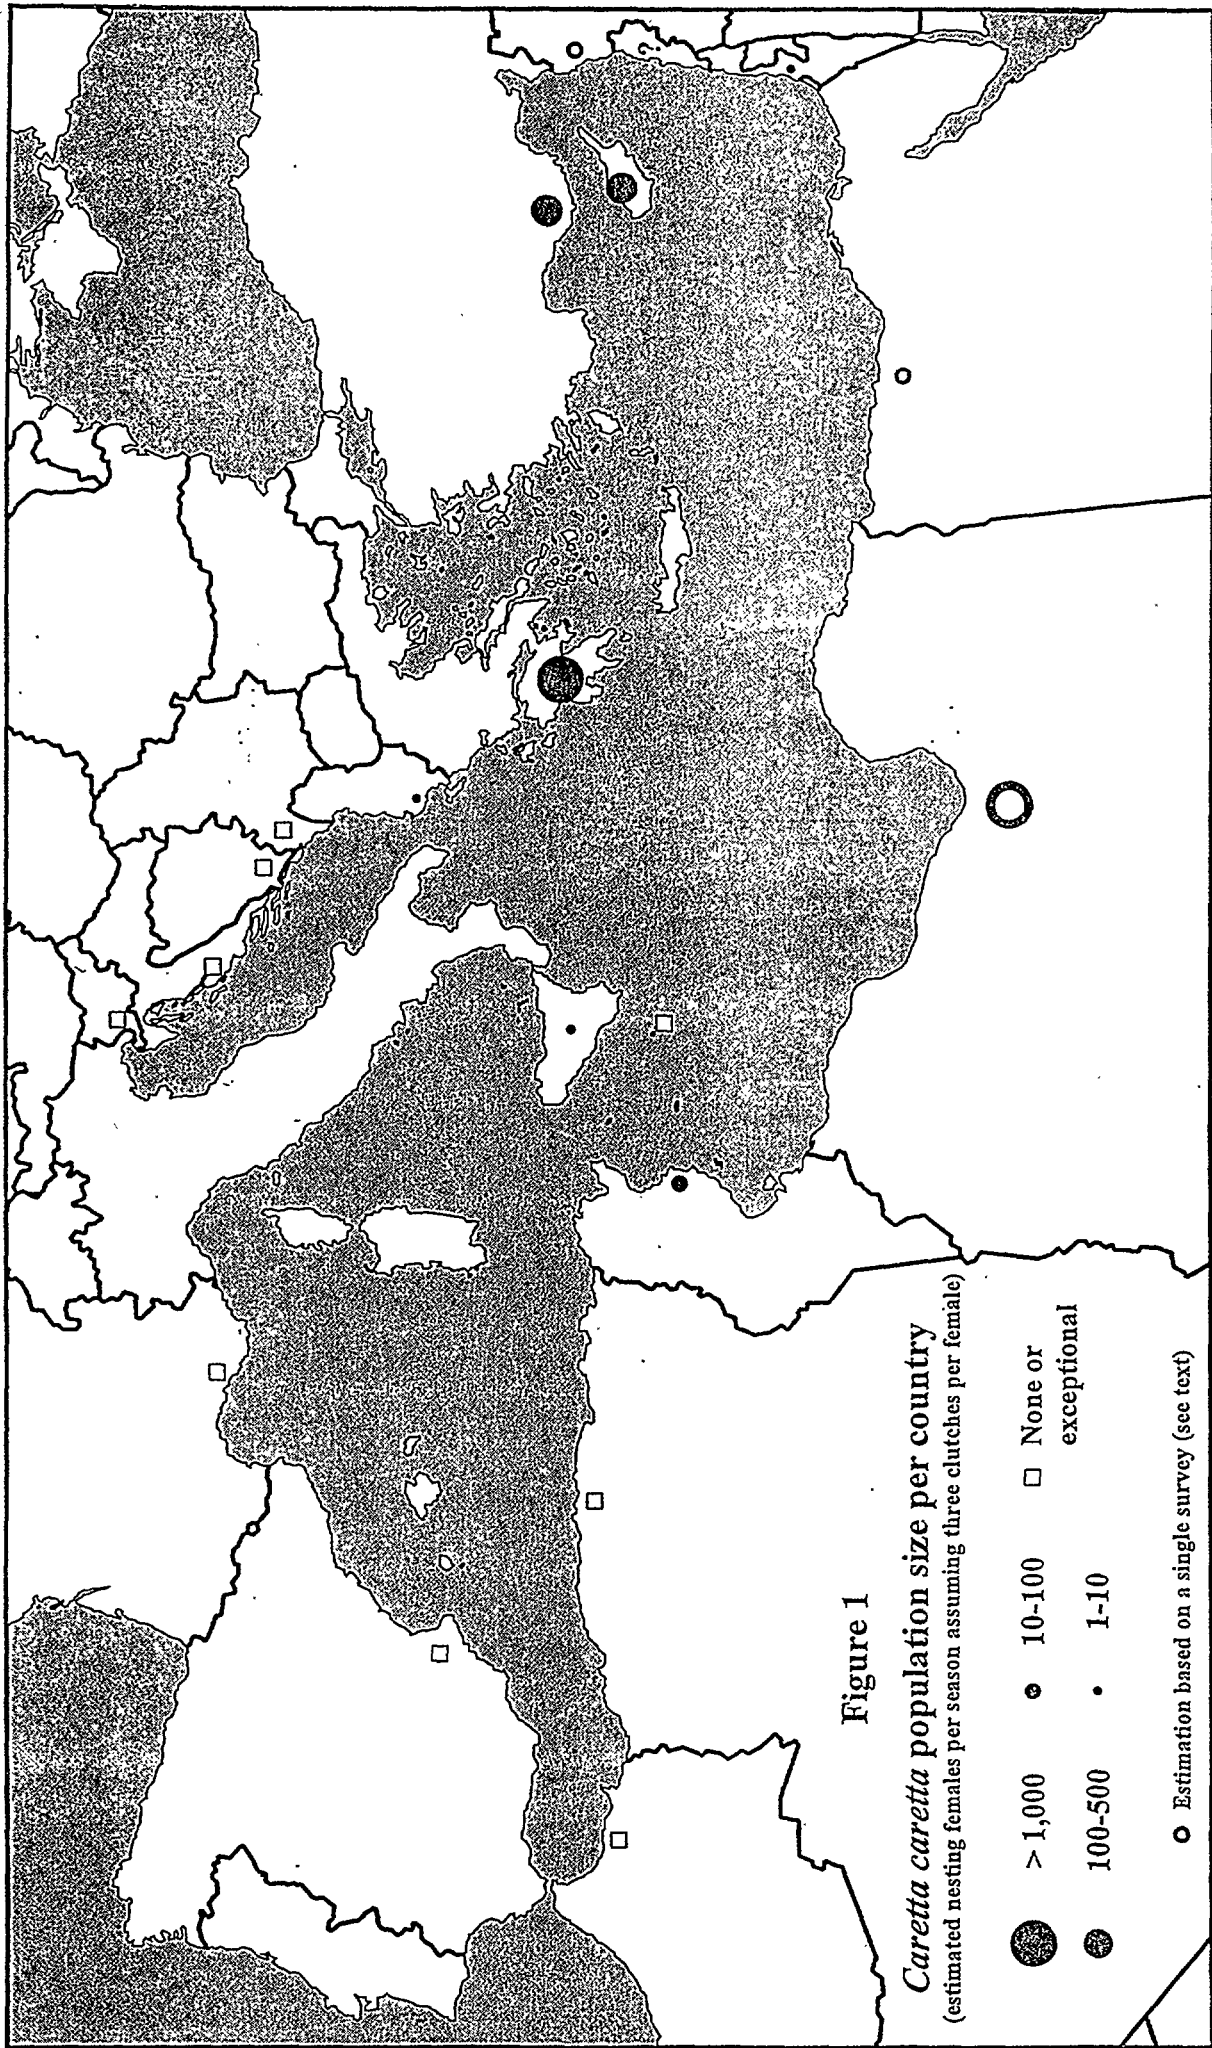 Figure 1
Caretta caretta population size per country
(estimated nesting females per season assuming three clutches per female)
> 1,000
10-100
None or
exceptional
100-500
1-10
Estimation based on a single survey (see text)
?